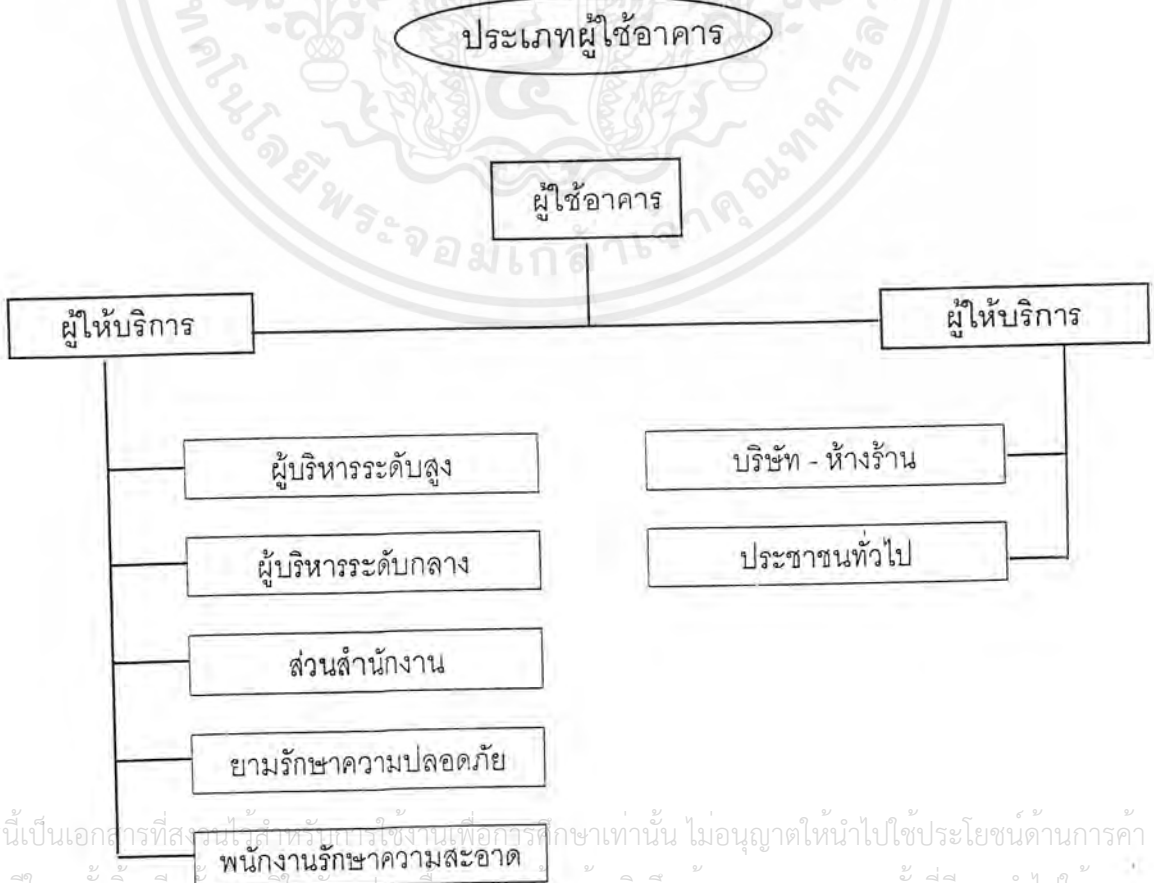 ประเภทผู้ใช้อาคาร
ผู้ใช้อาคาร
ผู้ให้บริการ
ผู้ให้บริการ
ผู้บริหารระดับสูง
บริษัท - ห้างร้าน
ผู้บริหารระดับกลาง
ประชาชนทั่วไป
ส่วนสำนักงาน
ยามรักษาความปลอดภัย
พนักงานรักษาความสะอาด
นี้เป็นเอกสารที่สงวนไว้สำหรับการใช้งานเพื่อการศึกษาเท่านั้น ไม่อนุญาตให้นำไปใช้ประโยชน์ด้านการค้า